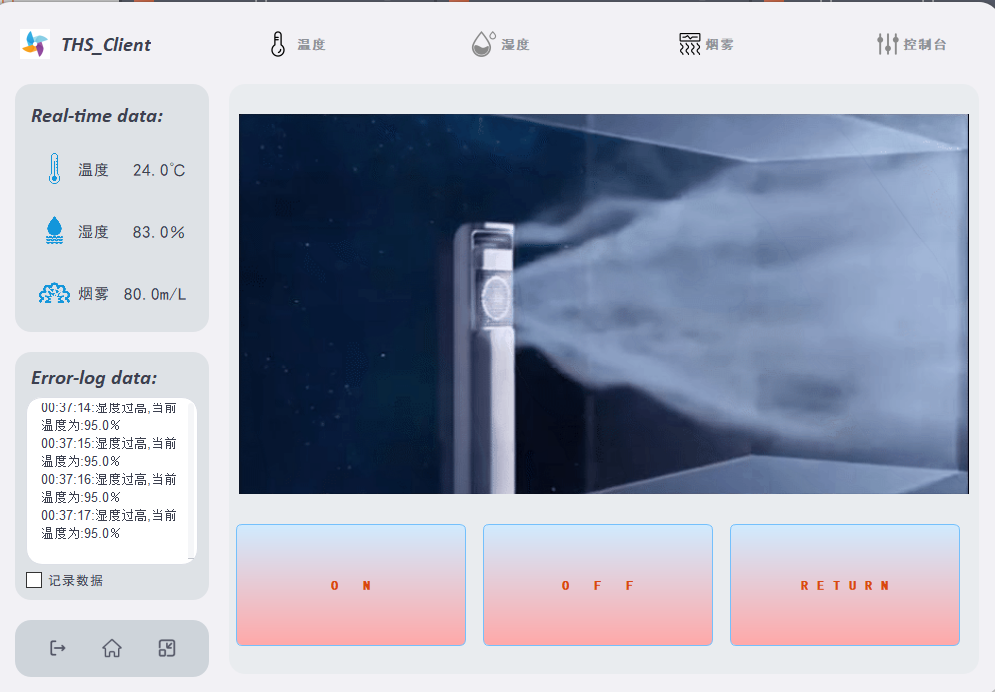 THS_Client
温度
湿度
烟雾
控制台
Real-time data:
温度 24.0℃
湿度 83.0%
烟雾 80.0m/L
Error-log data:
00:37:14:湿度过高,当前
温度为:95.0%
00:37:15:湿度过高,当前
温度为:95.0%
00:37:16:湿度过高,当前
温度为:95.0%
00:37:17:湿度过高,当前
温度为:95.0%
记录数据
ON
OFF
RETURN